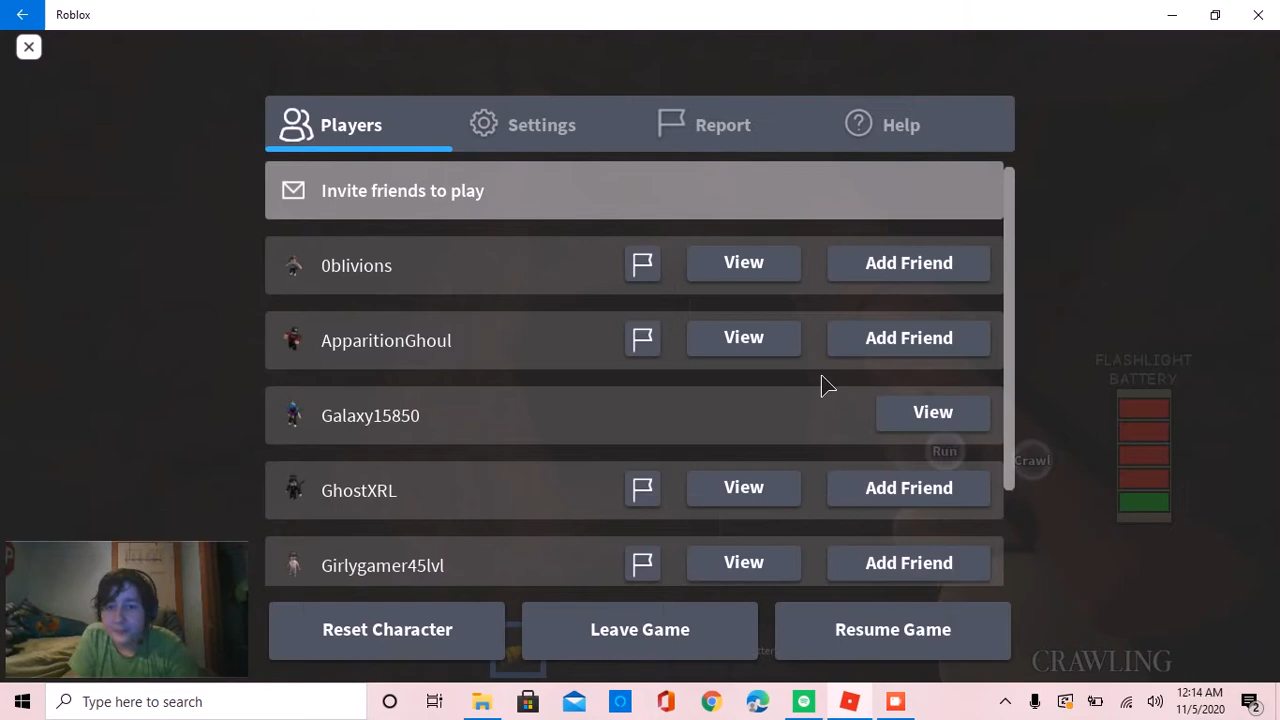 Roblox
Players
Settings
Report
Help
Invite friends to play
0blivions
View
Add Friend
ApparitionGhoul
View
Add Friend
Galaxy15850
View
GhostXRL
View
Add Friend
Girlygamer45lvl
View
Add Friend
FLASHLIGHT
BATTERY
Run
Crawl
Reset Character
Leave Game
Resume Game
CRAWLING
Type here to search
12:14 AM
11/5/2020
2